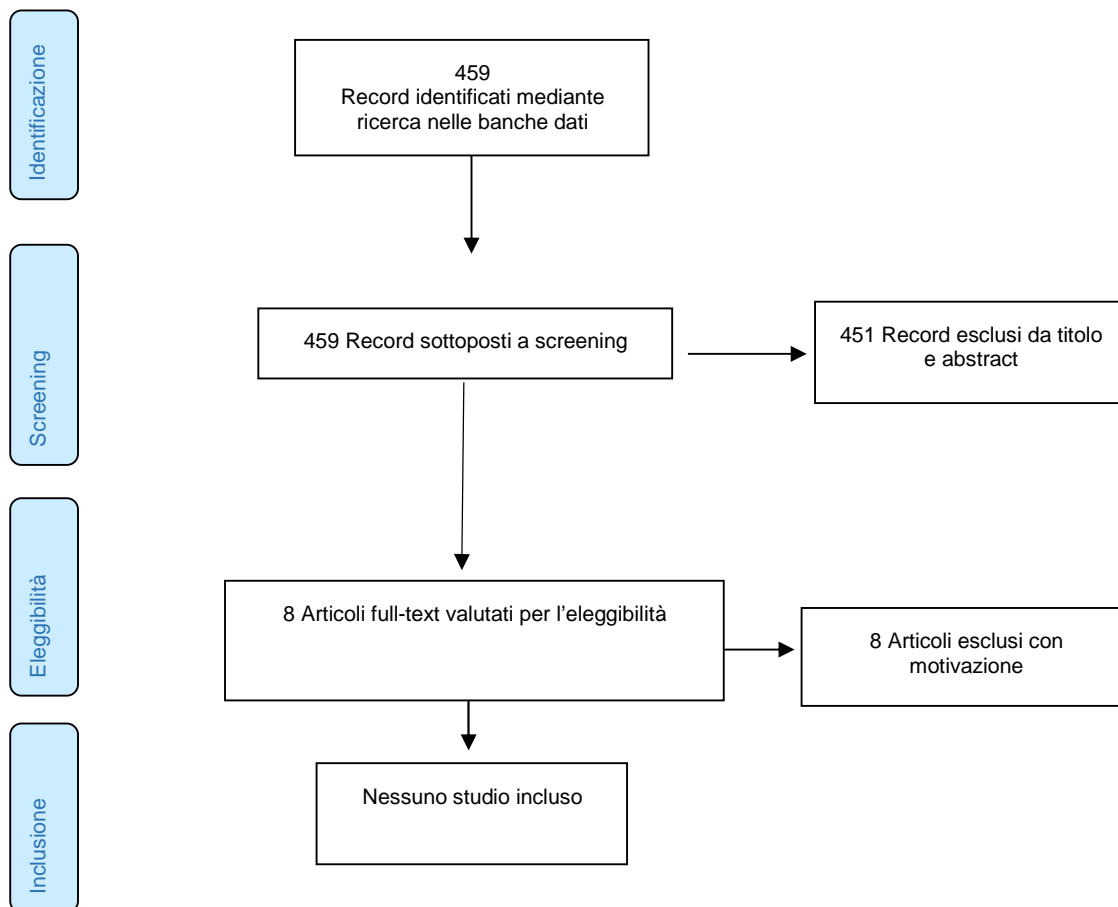 Identificazione
459
Record identificati mediante
ricerca nelle banche dati
Screening
459 Record sottoposti a screening
451 Record esclusi da titolo
e abstract
Eleggibilità
8 Articoli full-text valutati per l’eleggibilità
8 Articoli esclusi con
motivazione
Inclusione
Nessuno studio incluso